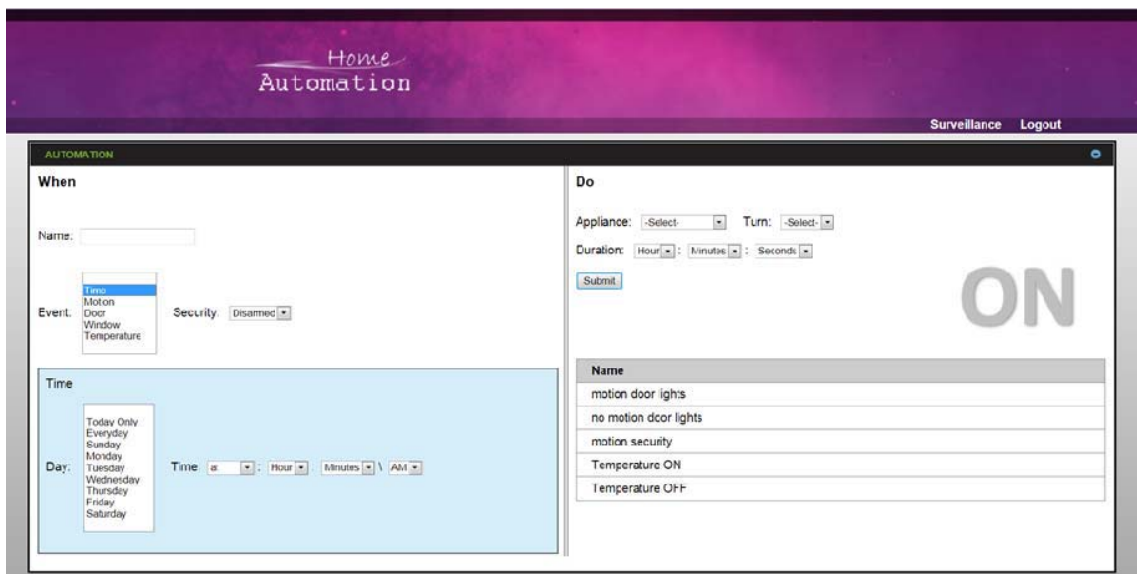 Home
Automation
Surveillance Logout
AUTOMATION
When
Name:
Event: Time
Motion
Door
Window
Temperature
Security: Disarmed
Time
Day: Today Only
Everyday
Sunday
Monday
Tuesday
Wednesday
Thursday
Friday
Saturday
Time at : Hour : Minutes \ AM
Do
Appliance: -Select- Turn: -Select-
Duration: Hour : Minutes : Seconds
Submit
ON
Name
motion door lights
no motion door lights
motion security
Temperature ON
Temperature OFF